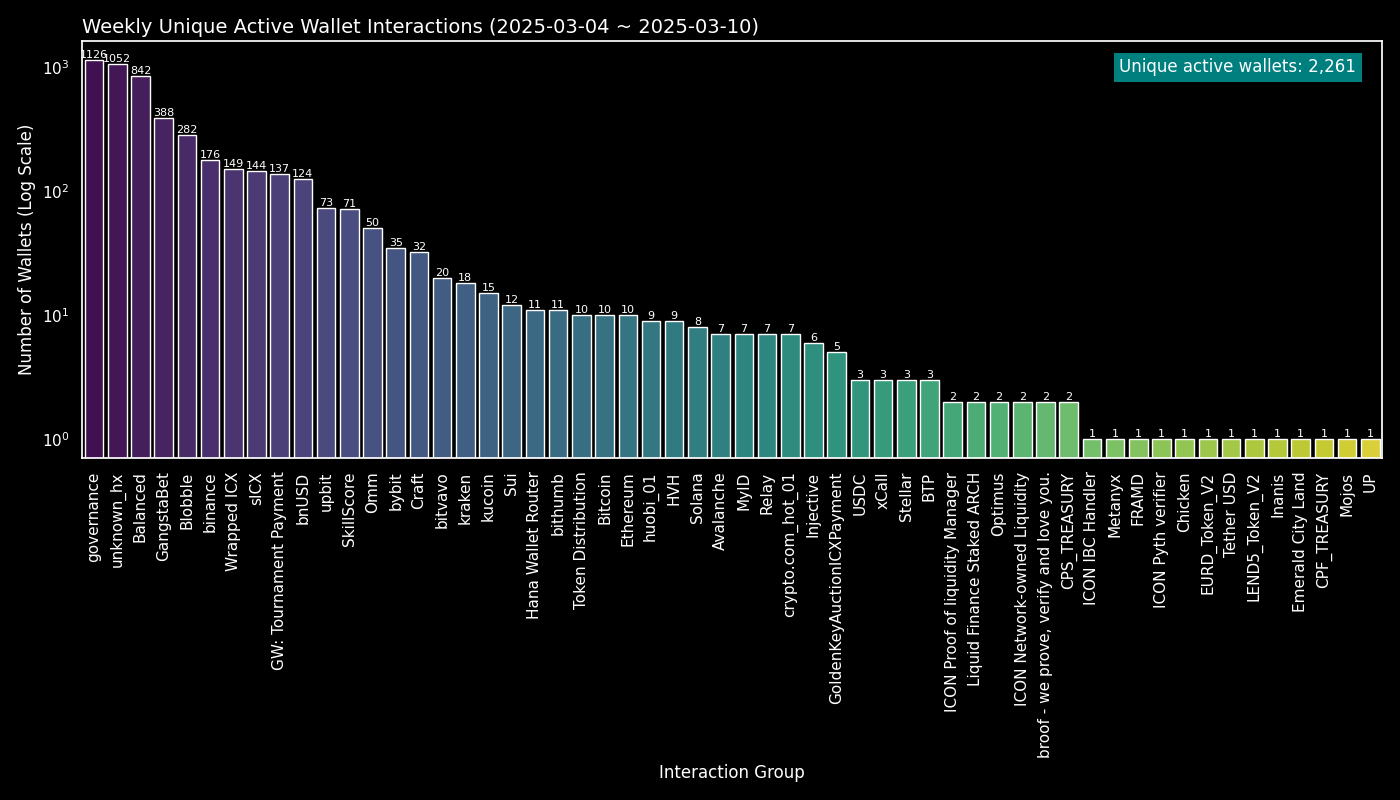 Weekly Unique Active Wallet Interactions (2025-03-04 ~ 2025-03-10)
Unique active wallets: 2,261
Number of Wallets (Log Scale)
10³
10²
10¹
10⁰
1126
1052
842
388
282
176
149
144
137
124
73
71
50
35
32
20
18
15
12
11
11
10
10
10
9
9
8
7
7
7
7
6
5
3
3
3
3
2
2
2
2
2
2
1
1
1
1
1
1
1
1
1
1
1
1
1
governance
unknown_hx
Balanced
GangstaBet
Blobble
binance
Wrapped ICX
sICX
GW: Tournament Payment
bnUSD
upbit
SkillScore
Omm
bybit
Craft
bitvavo
kraken
kucoin
Sui
Hana Wallet Router
bithumb
Token Distribution
Bitcoin
Ethereum
huobi_01
HVH
Solana
Avalanche
MyID
Relay
crypto.com_hot_01
Injective
GoldenKeyAuctionICXPayment
USDC
xCall
Stellar
BTP
ICON Proof of liquidity Manager
Liquid Finance Staked ARCH
Optimus
ICON Network-owned Liquidity
broof - we prove, verify and love you.
CPS_TREASURY
ICON IBC Handler
Metanyx
FRAMD
ICON Pyth verifier
Chicken
EURD_Token_V2
Tether USD
LEND5_Token_V2
Inanis
Emerald City Land
CPF_TREASURY
Mojos
UP
Interaction Group